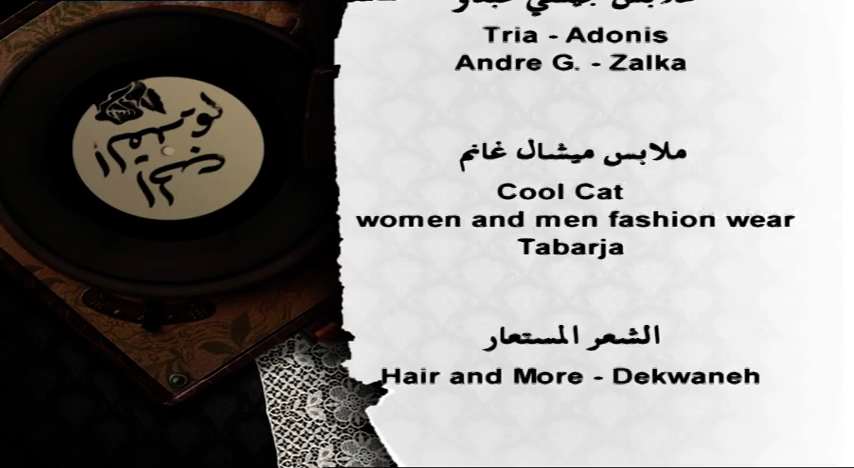 Tria - Adonis
Andre G. - Zalka
ملابس ميشال غانم
Cool Cat
women and men fashion wear
Tabarja
الشعر المستعار
Hair and More - Dekwaneh